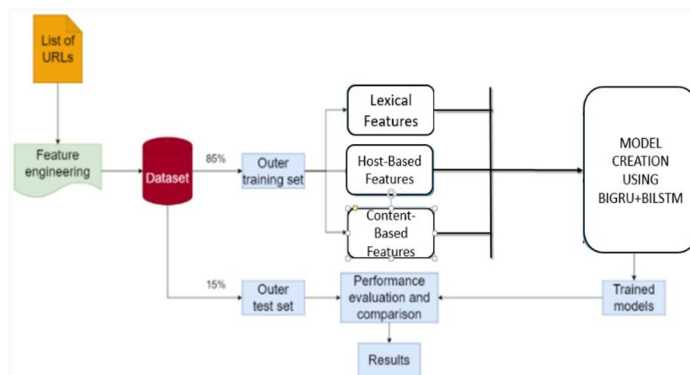 List of
URLs
Feature
engineering
Dataset
85%
Outer
training set
Lexical
Features
Host-Based
Features
Content-
Based
Features
MODEL
CREATION
USING
BIGRU+BILSTM
15%
Outer
test set
Performance
evaluation and
comparison
Trained
models
Results